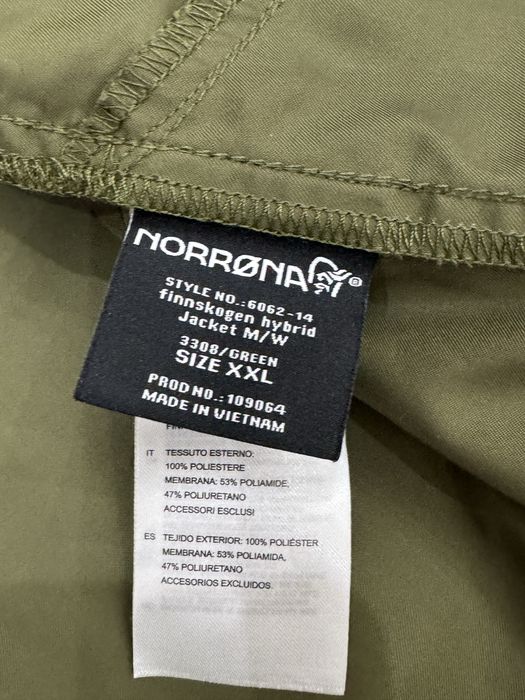 NORRØNA ®
STYLE NO.:6062-14
finnskogen hybrid
Jacket M/W
3308/GREEN
SIZE XXL
PROD NO.:109064
MADE IN VIETNAM
IT TESSUTO ESTERNO:
100% POLIESTERE
MEMBRANA: 53% POLIAMIDE,
47% POLIURETANO
ACCESSORI ESCLUSI
ES TEJIDO EXTERIOR: 100% POLIÉSTER
MEMBRANA: 53% POLIAMIDA,
47% POLIURETANO
ACCESORIOS EXCLUIDOS.